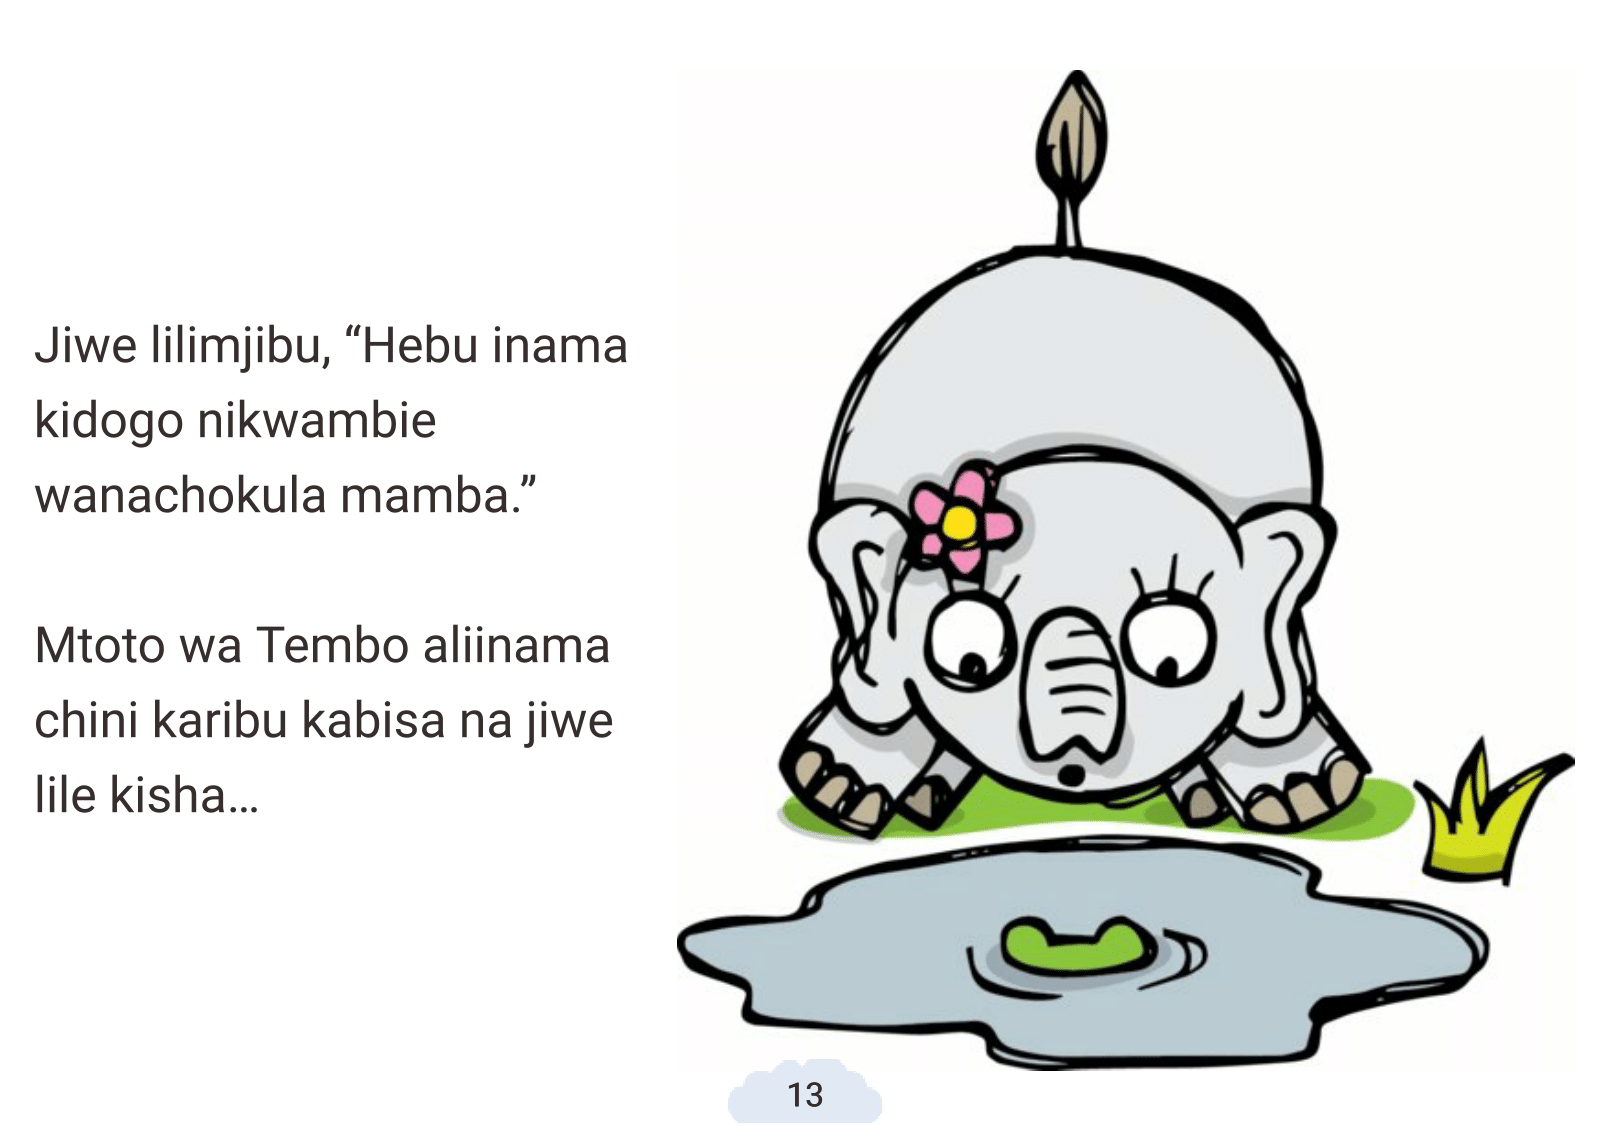 Jiwe lilimjibu, “Hebu inama
kidogo nikwambie
wanachokula mamba.”
Mtoto wa Tembo aliinama
chini karibu kabisa na jiwe
lile kisha…
13